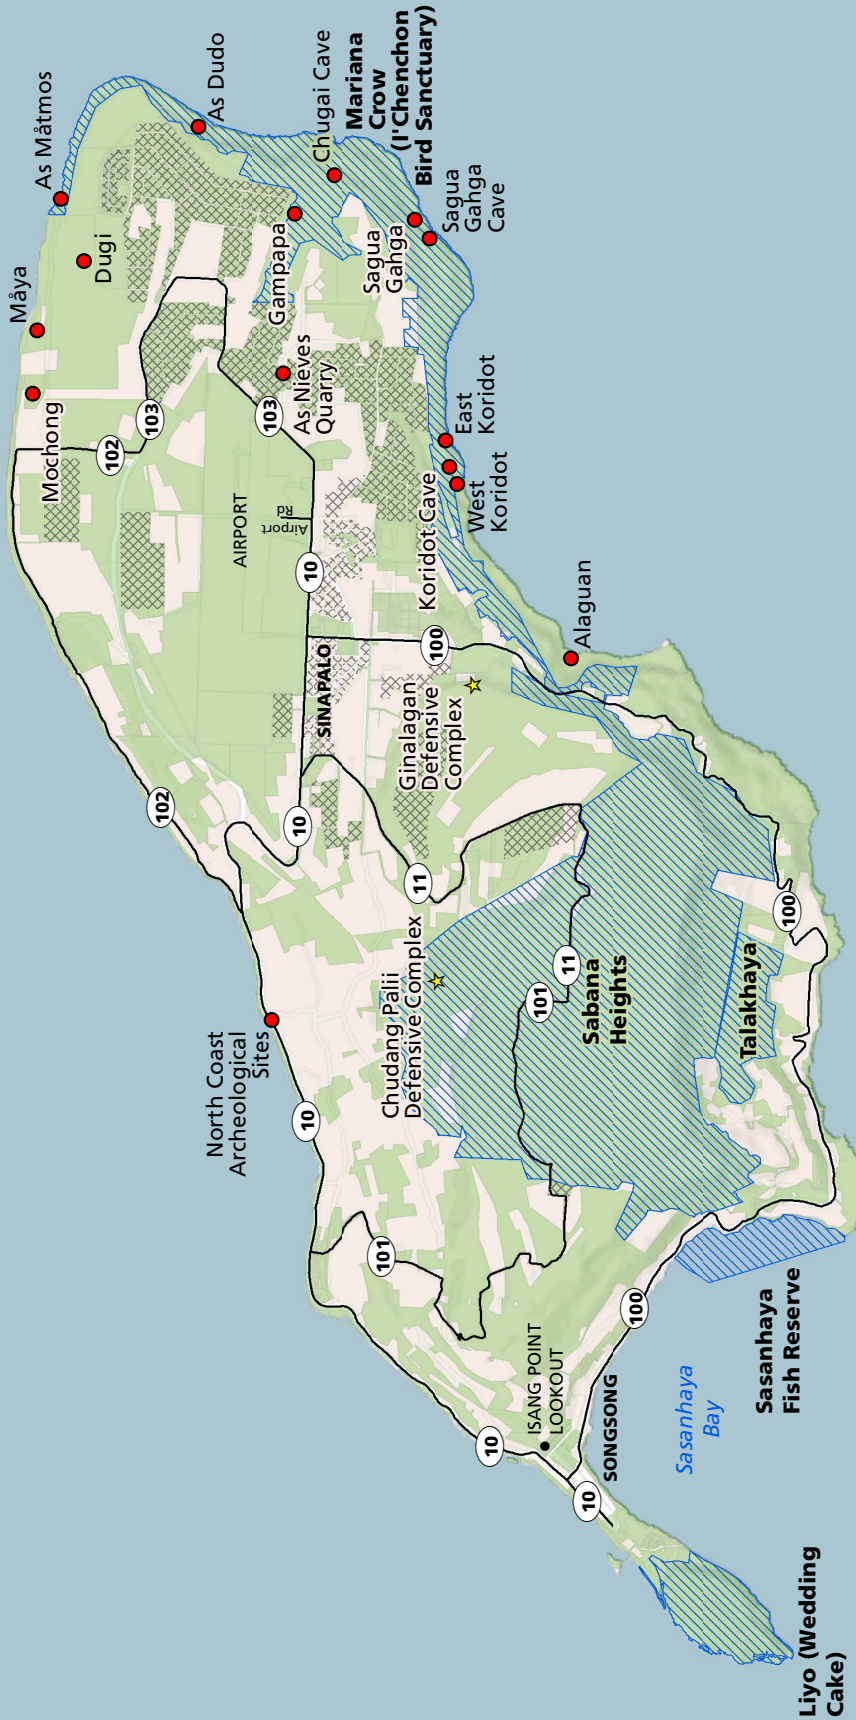 As Måtmos
Måya
Dugi
As Dudo
Mochong
102
103
Chugai Cave
Mariana
Crow
(I'Chenchon
Bird Sanctuary)
Gampapa
Sagua
Gahga
Sagua
Gahga
Cave
As Nieves
Quarry
103
AIRPORT
Airport
Rd
10
East
Koridot
West
Koridot
Koridot Cave
Alaguan
100
SINAPALO
Ginalagan
Defensive
Complex
102
10
11
Chudang Palii
Defensive Complex
North Coast
Archeological
Sites
101
11
Sabana
Heights
Talakhaya
100
10
101
100
Sasanhaya
Fish Reserve
Sasanhaya
Bay
ISANG POINT
LOOKOUT
SONGSONG
10
10
Liyo (Wedding
Cake)